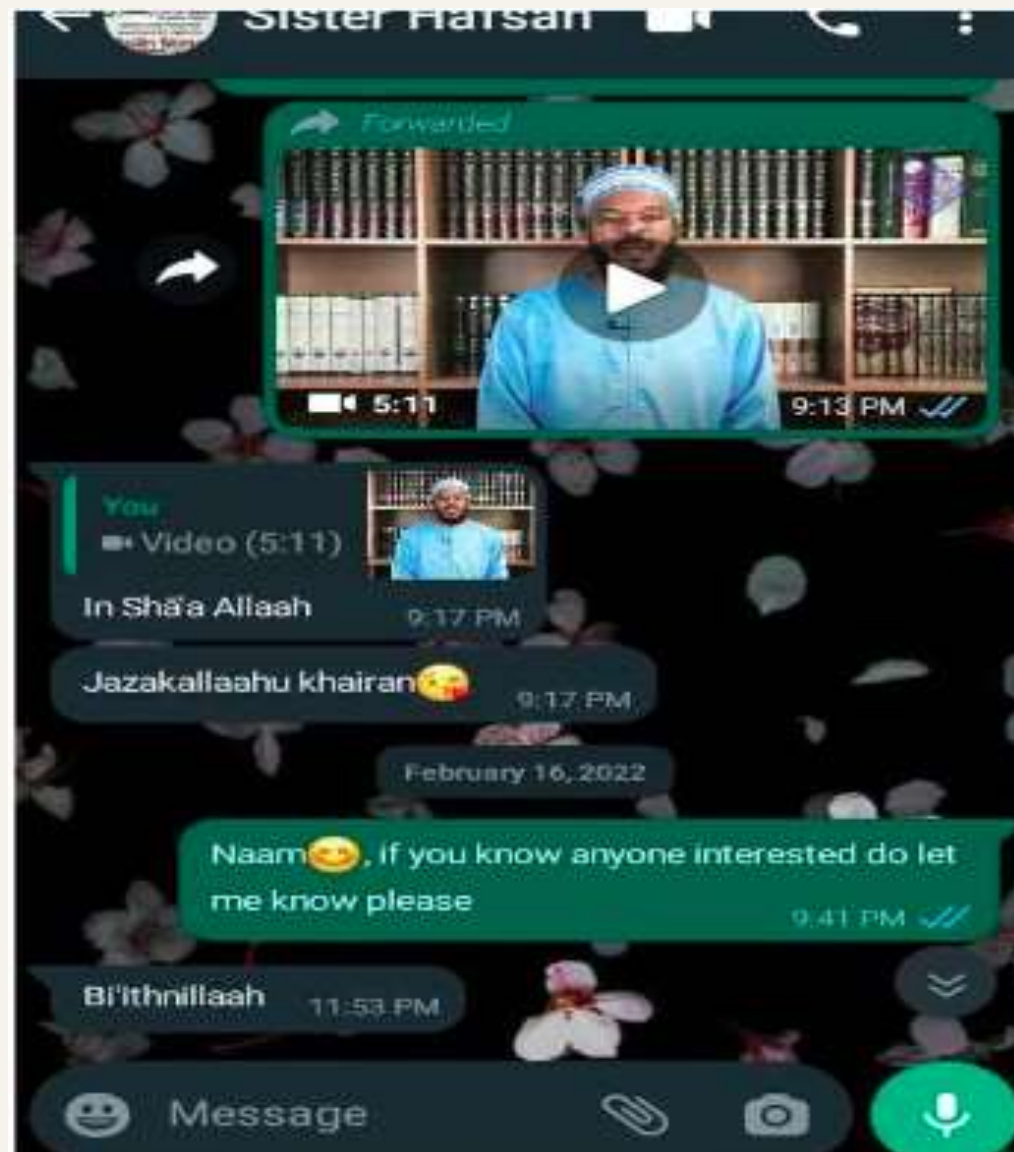 Sister Hafsah
Forwarded
5:11
9:13 PM
You
Video (5:11)
In Shā'a Allaah
9:17 PM
Jazakallaahu khairan😘
9:17 PM
February 16, 2022
Naam😊, if you know anyone interested do let
me know please
9:41 PM
Bi'ithnillaah
11:53 PM
Message